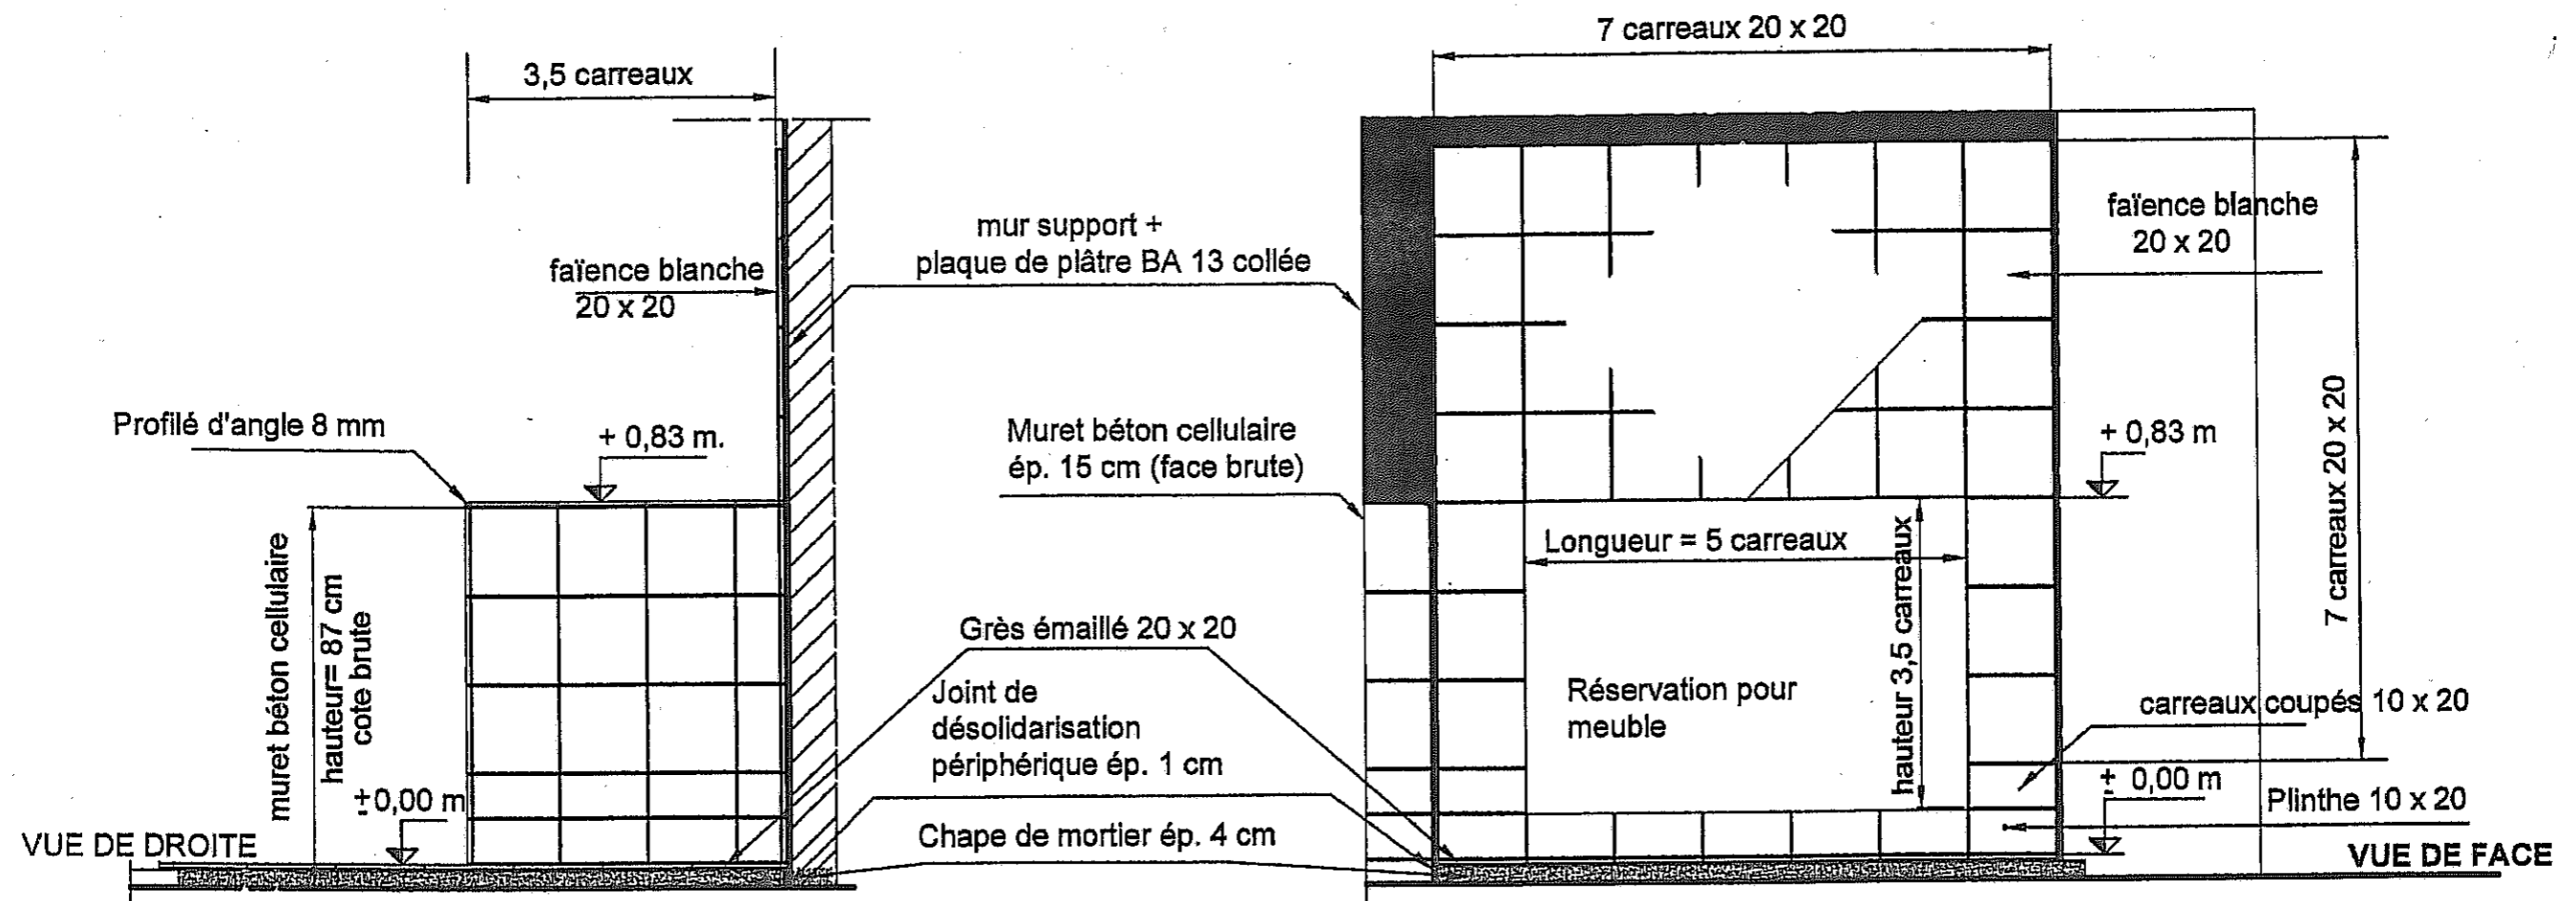 3,5 carreaux
faïence blanche
20 x 20
Profilé d'angle 8 mm
+ 0,83 m.
muret béton cellulaire
hauteur= 87 cm
cote brute
±0,00 m
VUE DE DROITE
mur support +
plaque de plâtre BA 13 collée
Muret béton cellulaire
ép. 15 cm (face brute)
Grès émaillé 20 x 20
Joint de
désolidarisation
périphérique ép. 1 cm
Chape de mortier ép. 4 cm
7 carreaux 20 x 20
faïence blanche
20 x 20
+ 0,83 m
7 carreaux 20 x 20
Longueur = 5 carreaux
hauteur 3,5 carreaux
Réservation pour
meuble
carreaux coupés 10 x 20
± 0,00 m
Plinthe 10 x 20
VUE DE FACE